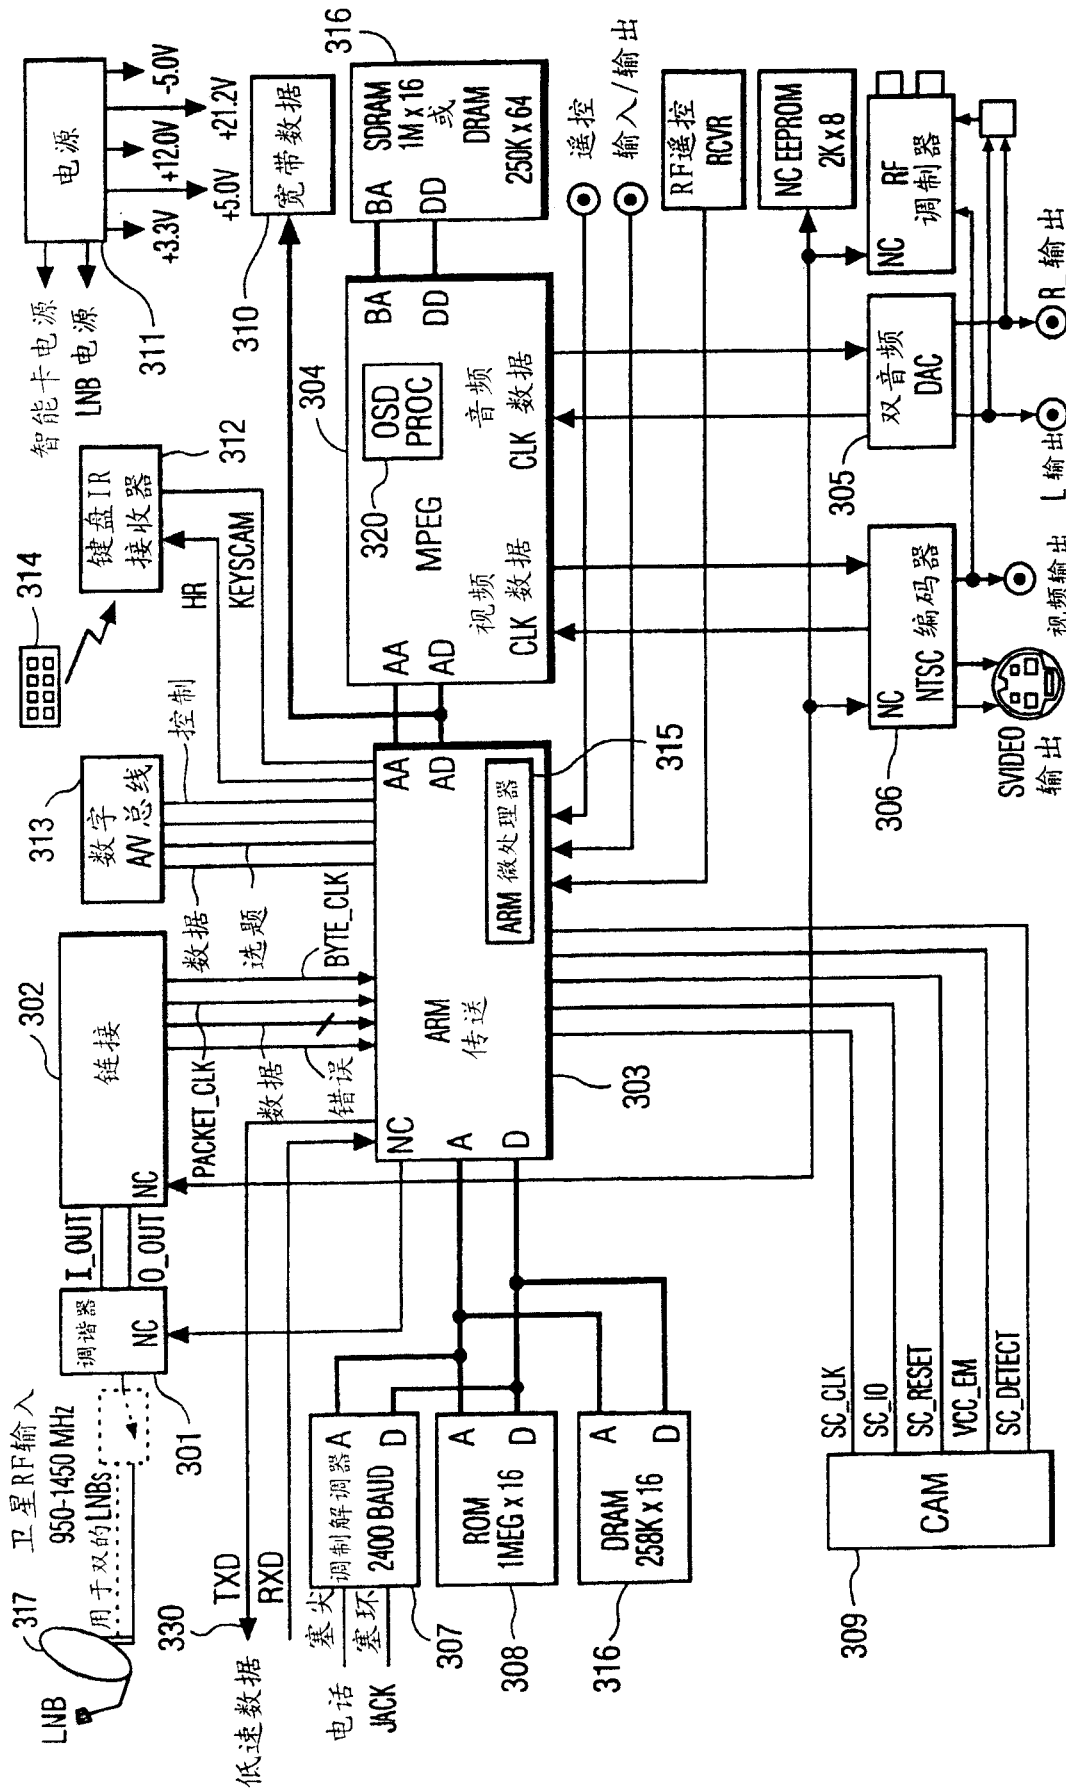 LNB
317
卫星RF输入
950-1450 MHz
用于双的LNBs
301
调谐器
NC
I_OUT
O_OUT
302
链接
NC
PACKET_CLK
数据
错误
BYTE_CLK
313
数字
A/V总线
数据
选题
控制
314
HR
KEYSCAM
键盘IR
接收器
312
智能卡电源
LNB 电源
311
电源
+3.3V
+5.0V
+12.0V
+21.2V
-5.0V
低速数据
330
TXD
RXD
NC
A
D
ARM
传送
303
AA
AD
ARM 微处理器
315
304
AA
AD
MPEG
OSD
PROC
320
BA
DD
视频
CLK 数据
音频
CLK 数据
310
宽带数据
BA
DD
SDRAM
1M x 16
或
DRAM
250K x 64
316
电话
JACK
塞尖
塞环
调制解调器
2400 BAUD
A
D
307
ROM
1MEG x 16
A
D
308
DRAM
258K x 16
A
D
316
遥控
输入/输出
RF遥控
RCVR
NC EEPROM
2K x 8
NC
RF
调制器
双音频
DAC
305
NC
NTSC 编码器
306
SVIDEO
输出
视频输出
L 输出
R_输出
309
CAM
SC_CLK
SC_IO
SC_RESET
VCC_EM
SC_DETECT